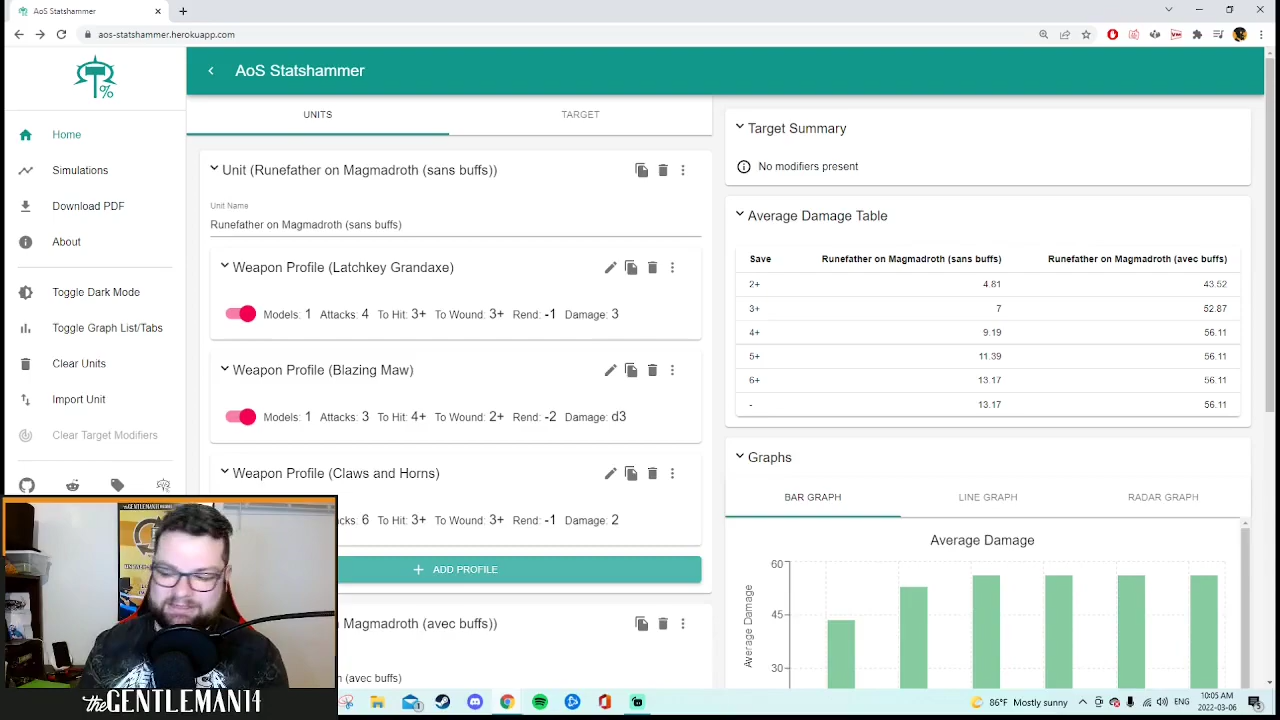 AoS Statshammer
aos-statshammer.herokuapp.com
%
Home
Simulations
Download PDF
About
Toggle Dark Mode
Toggle Graph List/Tabs
Clear Units
Import Unit
Clear Target Modifiers
AoS Statshammer
UNITS
TARGET
Unit (Runefather on Magmadroth (sans buffs))
Unit Name
Runefather on Magmadroth (sans buffs)
Weapon Profile (Latchkey Grandaxe)
Models: 1 Attacks: 4 To Hit: 3+ To Wound: 3+ Rend: -1 Damage: 3
Weapon Profile (Blazing Maw)
Models: 1 Attacks: 3 To Hit: 4+ To Wound: 2+ Rend: -2 Damage: d3
Weapon Profile (Claws and Horns)
acks: 6 To Hit: 3+ To Wound: 3+ Rend: -1 Damage: 2
+ ADD PROFILE
Magmadroth (avec buffs))
(avec buffs)
Target Summary
No modifiers present
Average Damage Table
Save Runefather on Magmadroth (sans buffs) Runefather on Magmadroth (avec buffs)
2+ 4.81 43.52
3+ 7 52.87
4+ 9.19 56.11
5+ 11.39 56.11
6+ 13.17 56.11
- 13.17 56.11
Graphs
BAR GRAPH LINE GRAPH RADAR GRAPH
Average Damage
Average Damage
60
45
30
theGENTLEMAN14
86°F Mostly sunny
ENG
10:05 AM
2022-03-06